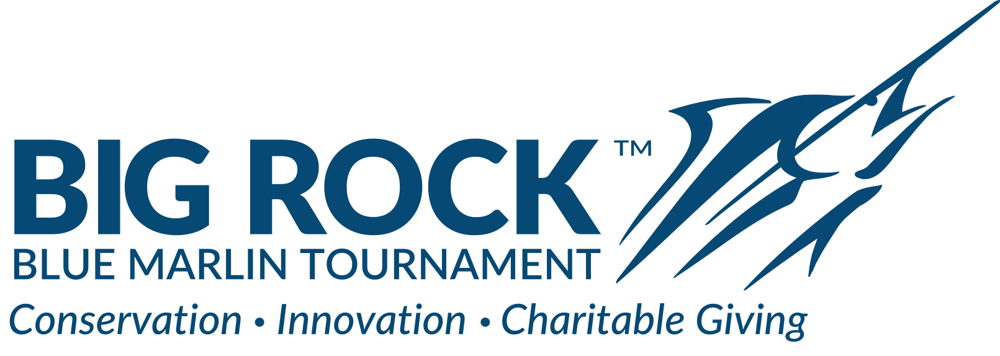 BIG ROCK™
BLUE MARLIN TOURNAMENT
Conservation • Innovation • Charitable Giving